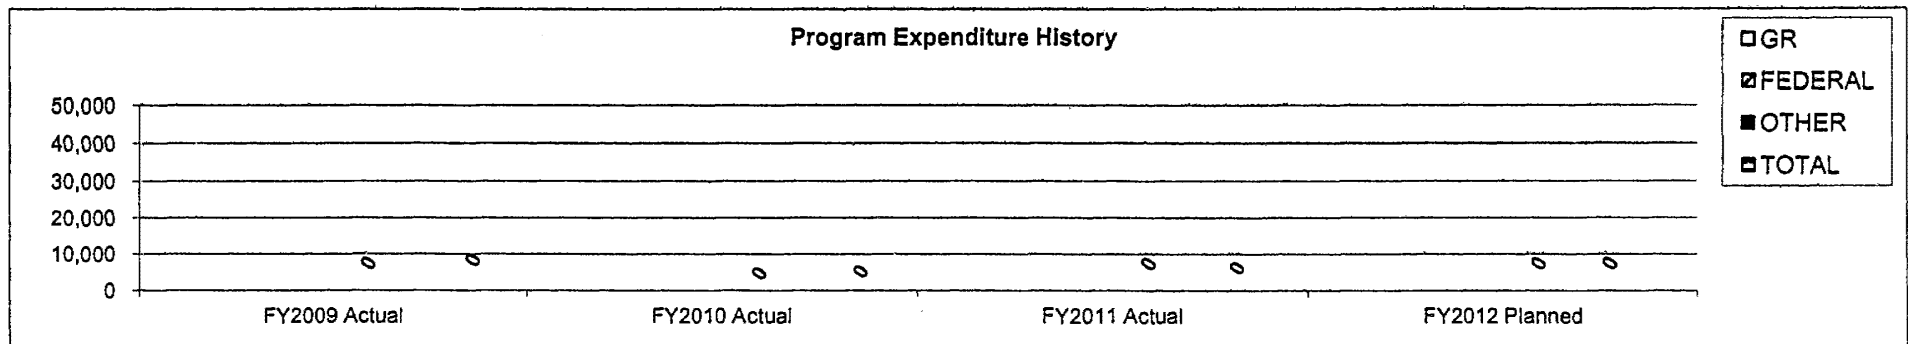 Program Expenditure History
GR
FEDERAL
OTHER
TOTAL
50,000
40,000
30,000
20,000
10,000
0
0 0 0 0 0 0 0 0
FY2009 Actual FY2010 Actual FY2011 Actual FY2012 Planned